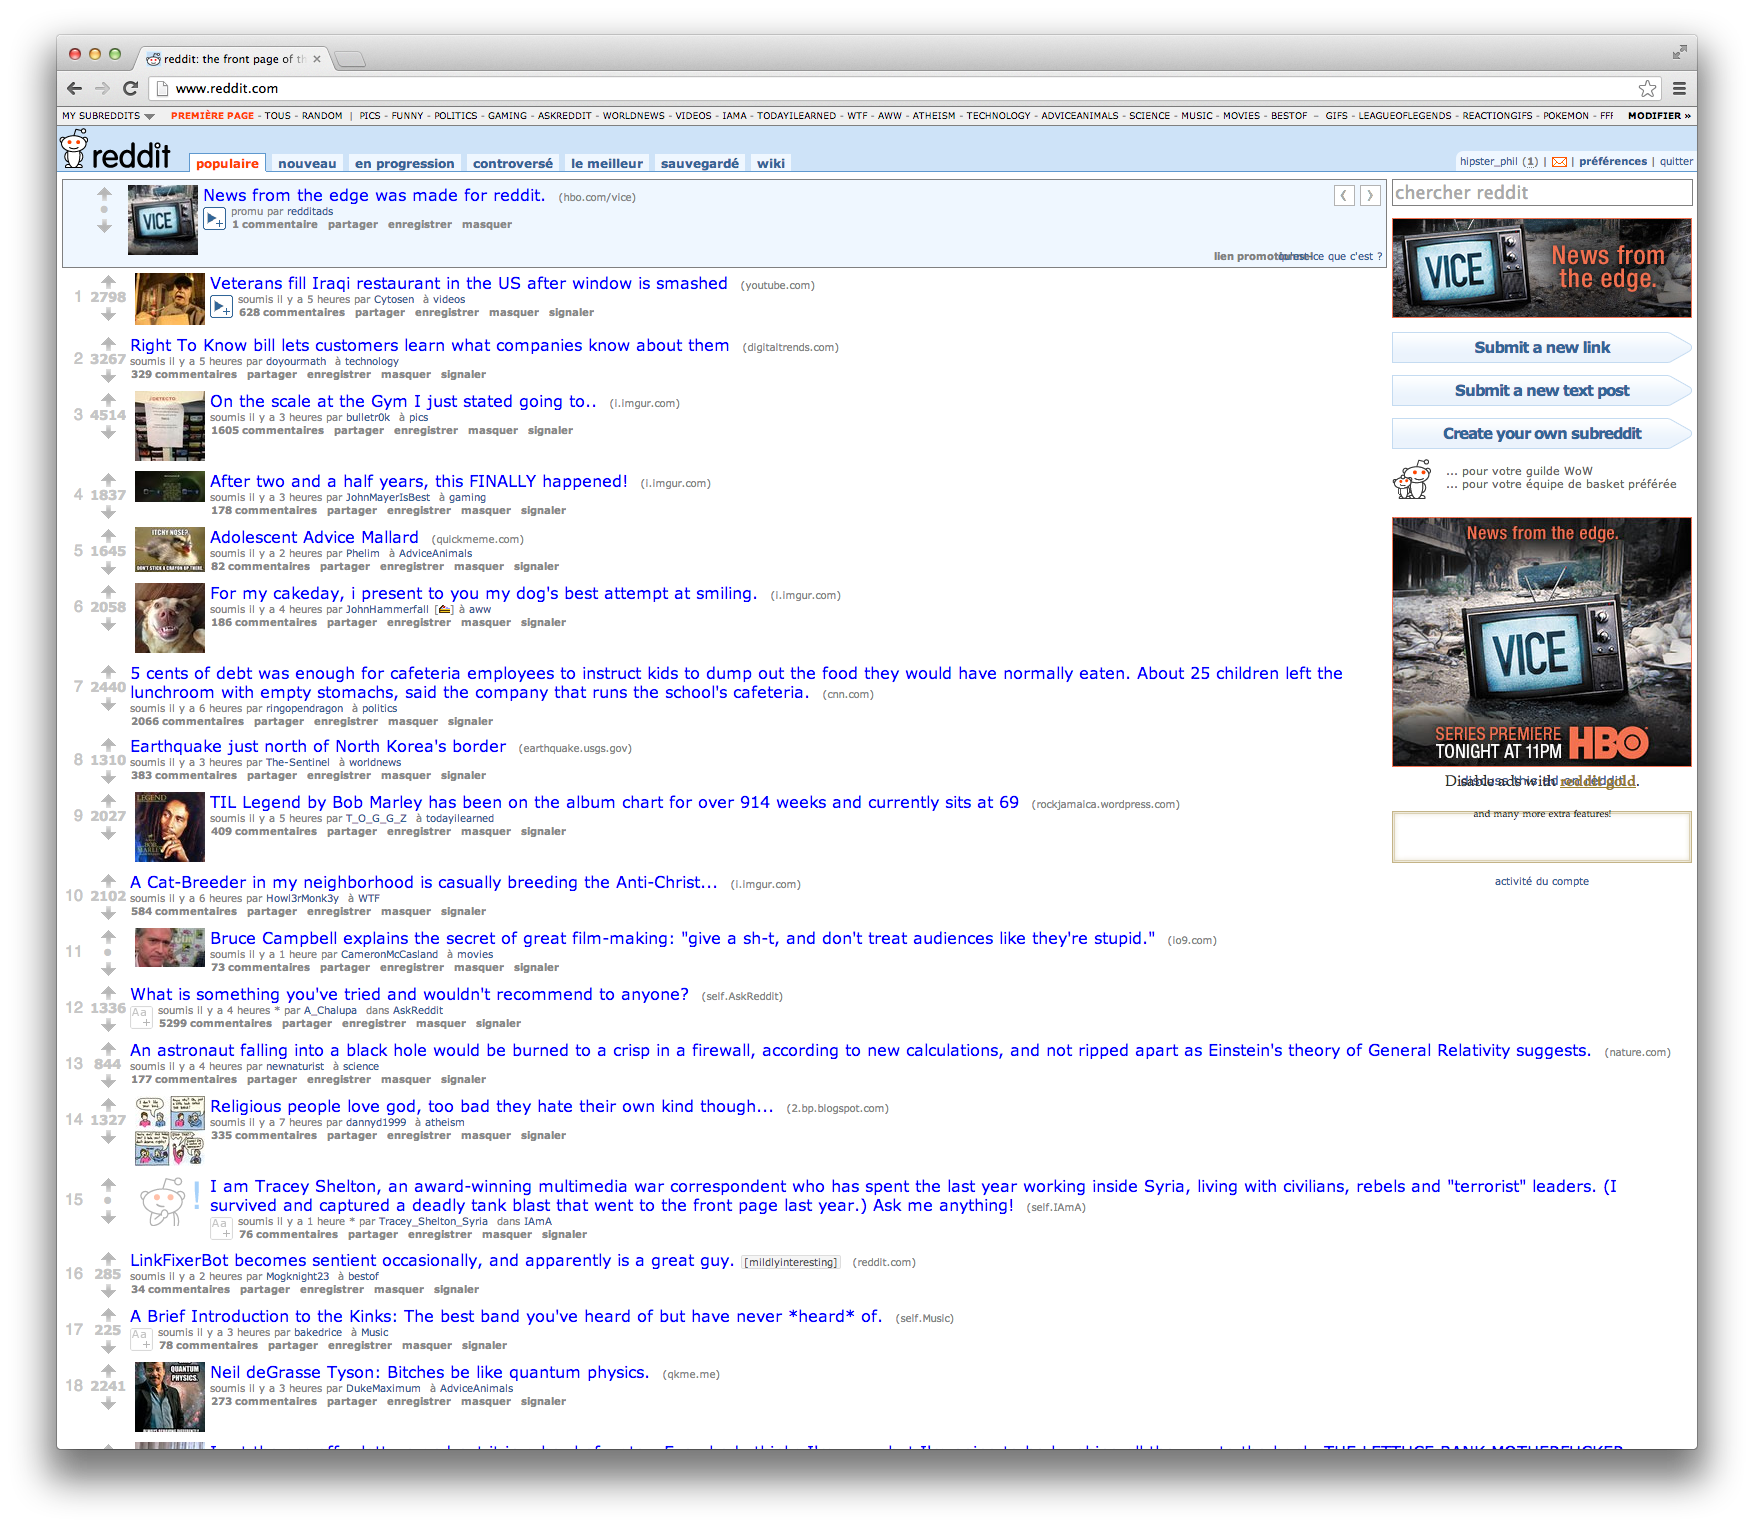 reddit: the front page of th
www.reddit.com
MY SUBREDDITS PREMIÈRE PAGE - TOUS - RANDOM | PICS - FUNNY - POLITICS - GAMING - ASKREDDIT - WORLDNEWS - VIDEOS - IAMA - TODAYILEARNED - WTF - AWW - ATHEISM - TECHNOLOGY - ADVICEANIMALS - SCIENCE - MUSIC - MOVIES - BESTOF - GIFS - LEAGUEOFLEGENDS - REACTIONGIFS - POKEMON - FFF MODIFIER »
reddit populaire nouveau en progression controversé le meilleur sauvegardé wiki hipster_phil (1) | préférences | quitter
News from the edge was made for reddit. (hbo.com/vice)
promu par redditads
1 commentaire partager enregistrer masquer
lien promotionnel que c'est ?
VICE
1 2798 Veterans fill Iraqi restaurant in the US after window is smashed (youtube.com)
soumis il y a 5 heures par Cytosen à videos
628 commentaires partager enregistrer masquer signaler
2 3267 Right To Know bill lets customers learn what companies know about them (digitaltrends.com)
soumis il y a 5 heures par doyourmath à technology
329 commentaires partager enregistrer masquer signaler
3 4514 On the scale at the Gym I just stated going to.. (i.imgur.com)
soumis il y a 3 heures par bulletr0k à pics
1605 commentaires partager enregistrer masquer signaler
4 1837 After two and a half years, this FINALLY happened! (i.imgur.com)
soumis il y a 3 heures par JohnMayerIsBest à gaming
178 commentaires partager enregistrer masquer signaler
ITCHY NOSE?
DON'T STICK A CRAYON UP THERE.
5 1645 Adolescent Advice Mallard (quickmeme.com)
soumis il y a 2 heures par Phelim à AdviceAnimals
82 commentaires partager enregistrer masquer signaler
6 2058 For my cakeday, i present to you my dog's best attempt at smiling. (i.imgur.com)
soumis il y a 4 heures par JohnHammerfall [] à aww
186 commentaires partager enregistrer masquer signaler
7 2440 5 cents of debt was enough for cafeteria employees to instruct kids to dump out the food they would have normally eaten. About 25 children left the
lunchroom with empty stomachs, said the company that runs the school's cafeteria. (cnn.com)
soumis il y a 6 heures par ringopendragon à politics
2066 commentaires partager enregistrer masquer signaler
8 1310 Earthquake just north of North Korea's border (earthquake.usgs.gov)
soumis il y a 3 heures par The-Sentinel à worldnews
383 commentaires partager enregistrer masquer signaler
LEGEND
BOB MARLEY
9 2027 TIL Legend by Bob Marley has been on the album chart for over 914 weeks and currently sits at 69 (rockjamaica.wordpress.com)
soumis il y a 5 heures par T_O_G_G_Z à todayilearned
409 commentaires partager enregistrer masquer signaler
10 2102 A Cat-Breeder in my neighborhood is casually breeding the Anti-Christ... (i.imgur.com)
soumis il y a 6 heures par Howl3rMonk3y à WTF
584 commentaires partager enregistrer masquer signaler
11 Bruce Campbell explains the secret of great film-making: "give a sh-t, and don't treat audiences like they're stupid." (io9.com)
soumis il y a 1 heure par CameronMcCasland à movies
73 commentaires partager enregistrer masquer signaler
12 1336 What is something you've tried and wouldn't recommend to anyone? (self.AskReddit)
Aa+ soumis il y a 4 heures * par A_Chalupa dans AskReddit
5299 commentaires partager enregistrer masquer signaler
13 844 An astronaut falling into a black hole would be burned to a crisp in a firewall, according to new calculations, and not ripped apart as Einstein's theory of General Relativity suggests. (nature.com)
soumis il y a 4 heures par newnaturist à science
177 commentaires partager enregistrer masquer signaler
14 1327 Religious people love god, too bad they hate their own kind though... (2.bp.blogspot.com)
soumis il y a 7 heures par dannyd1999 à atheism
335 commentaires partager enregistrer masquer signaler
15 I am Tracey Shelton, an award-winning multimedia war correspondent who has spent the last year working inside Syria, living with civilians, rebels and "terrorist" leaders. (I
survived and captured a deadly tank blast that went to the front page last year.) Ask me anything! (self.IAmA)
Aa+ soumis il y a 1 heure * par Tracey_Shelton_Syria dans IAmA
76 commentaires partager enregistrer masquer signaler
16 285 LinkFixerBot becomes sentient occasionally, and apparently is a great guy. [mildlyinteresting] (reddit.com)
soumis il y a 2 heures par Mogknight23 à bestof
34 commentaires partager enregistrer masquer signaler
17 225 A Brief Introduction to the Kinks: The best band you've heard of but have never *heard* of. (self.Music)
Aa+ soumis il y a 3 heures par bakedrice à Music
78 commentaires partager enregistrer masquer signaler
QUANTUM
PHYSICS.
18 2241 Neil deGrasse Tyson: Bitches be like quantum physics. (qkme.me)
soumis il y a 3 heures par DukeMaximum à AdviceAnimals
273 commentaires partager enregistrer masquer signaler
chercher reddit
VICE
News from
the edge.
Submit a new link
Submit a new text post
Create your own subreddit
... pour votre guilde WoW
... pour votre équipe de basket préférée
News from the edge.
VICE
SERIES PREMIERE
TONIGHT AT 11PM HBO
Disable ads with reddit gold.
discuss this ad on reddit
and many more extra features!
activité du compte